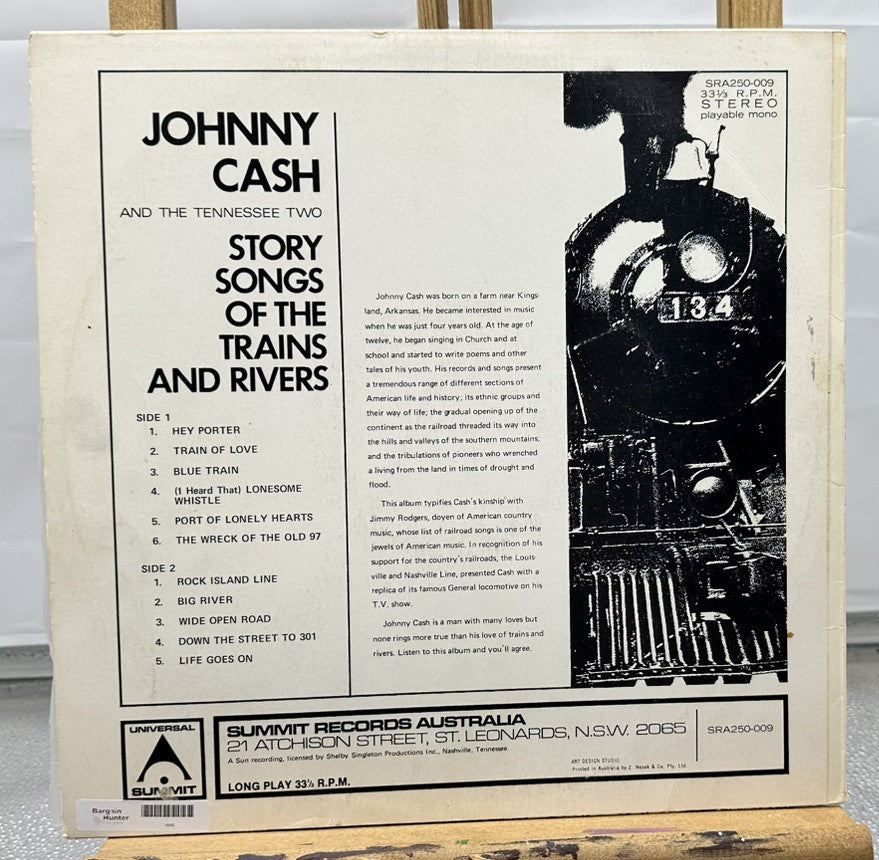 JOHNNY
CASH
AND THE TENNESSEE TWO
STORY
SONGS
OF THE
TRAINS
AND RIVERS
SIDE 1
1. HEY PORTER
2. TRAIN OF LOVE
3. BLUE TRAIN
4. (I Heard That) LONESOME
WHISTLE
5. PORT OF LONELY HEARTS
6. THE WRECK OF THE OLD 97
SIDE 2
1. ROCK ISLAND LINE
2. BIG RIVER
3. WIDE OPEN ROAD
4. DOWN THE STREET TO 301
5. LIFE GOES ON
Johnny Cash was born on a farm near Kings-
land, Arkansas. He became interested in music
when he was just four years old. At the age of
twelve, he began singing in Church and at
school and started to write poems and other
tales of his youth. His records and songs present
a tremendous range of different sections of
American life and history; its ethnic groups and
their way of life; the gradual opening up of the
continent as the railroad threaded its way into
the hills and valleys of the southern mountains;
and the tribulations of pioneers who wrenched
a living from the land in times of drought and
flood.
This album typifies Cash's kinship with
Jimmy Rodgers, doyen of American country
music, whose list of railroad songs is one of the
jewels of American music. In recognition of his
support for the country's railroads, the Louis-
ville and Nashville Line, presented Cash with a
replica of its famous General locomotive on his
T.V. show.
Johnny Cash is a man with many loves but
none rings more true than his love of trains and
rivers. Listen to this album and you'll agree.
SRA250-009
33⅓ R.P.M.
STEREO
playable mono
134
UNIVERSAL
SUMMIT
SUMMIT RECORDS AUSTRALIA
21 ATCHISON STREET, ST. LEONARDS, N.S.W. 2065
A Sun recording, licensed by Shelby Singleton Productions Inc., Nashville, Tennessee.
ART DESIGN STUDIO
Printed in Australia by Z. Nosek & Co. Pty. Ltd.
LONG PLAY 33⅓ R.P.M.
SRA250-009
Bargain
Hunter